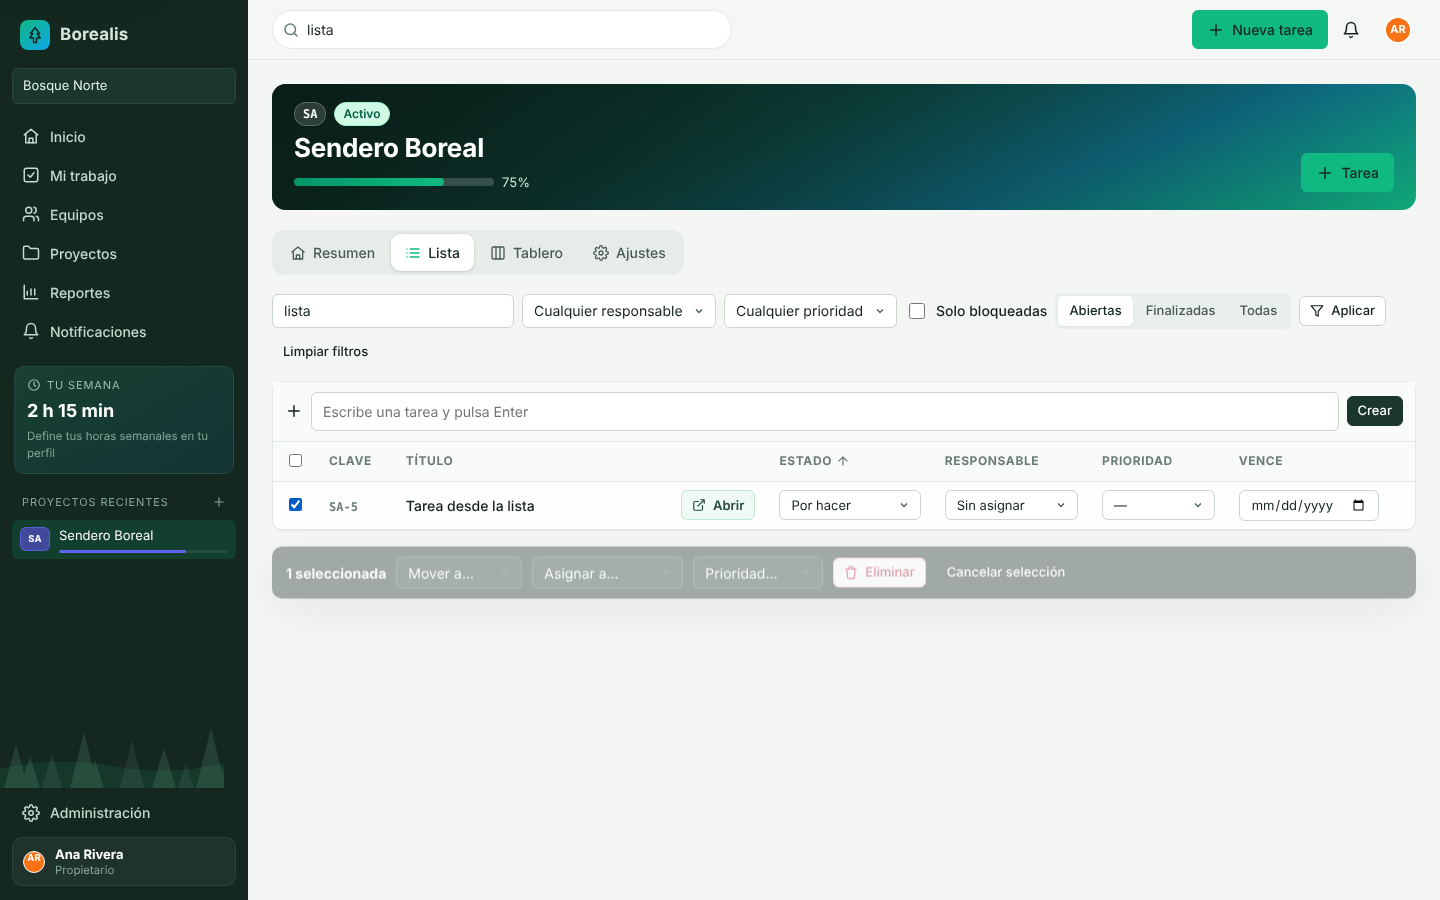 Borealis
Bosque Norte
Inicio
Mi trabajo
Equipos
Proyectos
Reportes
Notificaciones
TU SEMANA
2 h 15 min
Define tus horas semanales en tu
perfil
PROYECTOS RECIENTES
SA
Sendero Boreal
Administración
AR
Ana Rivera
Propietario
lista
Nueva tarea
AR
SA Activo
Sendero Boreal
75%
Tarea
Resumen Lista Tablero Ajustes
lista Cualquier responsable Cualquier prioridad Solo bloqueadas Abiertas Finalizadas Todas Aplicar
Limpiar filtros
Escribe una tarea y pulsa Enter Crear
CLAVE TÍTULO ESTADO RESPONSABLE PRIORIDAD VENCE
SA-5 Tarea desde la lista Abrir Por hacer Sin asignar — mm/dd/yyyy
1 seleccionada Mover a... Asignar a... Prioridad... Eliminar Cancelar selección